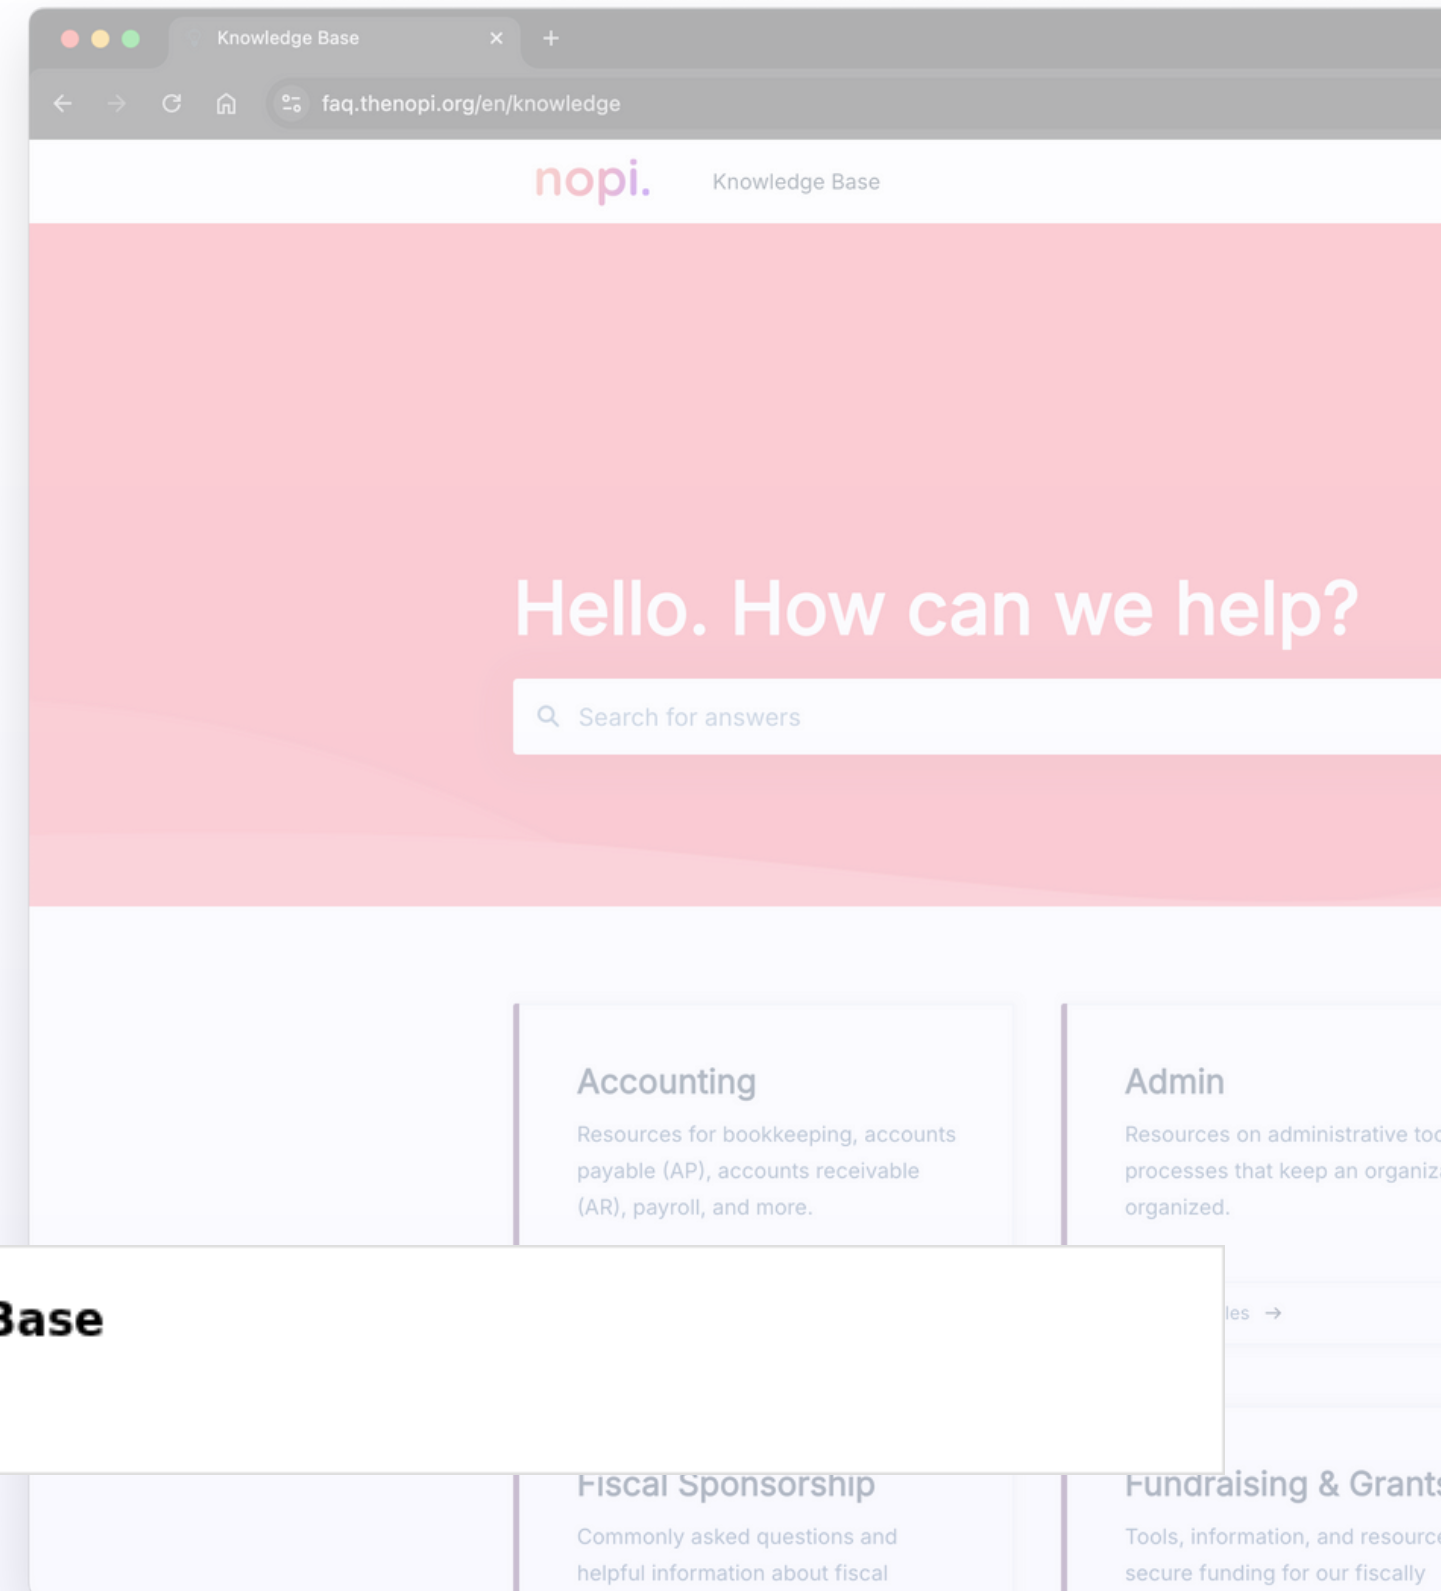 Knowledge Base
faq.thenopi.org/en/knowledge
nopi.
Knowledge Base
Hello. How can we help?
Search for answers
Accounting
Resources for bookkeeping, accounts
payable (AP), accounts receivable
(AR), payroll, and more.
Admin
Resources on administrative
processes that keep an
organized.
Base
Fiscal Sponsorship
Commonly asked questions and
helpful information about fiscal
Fundraising & Grants
Tools, information, and
secure funding for our fiscally